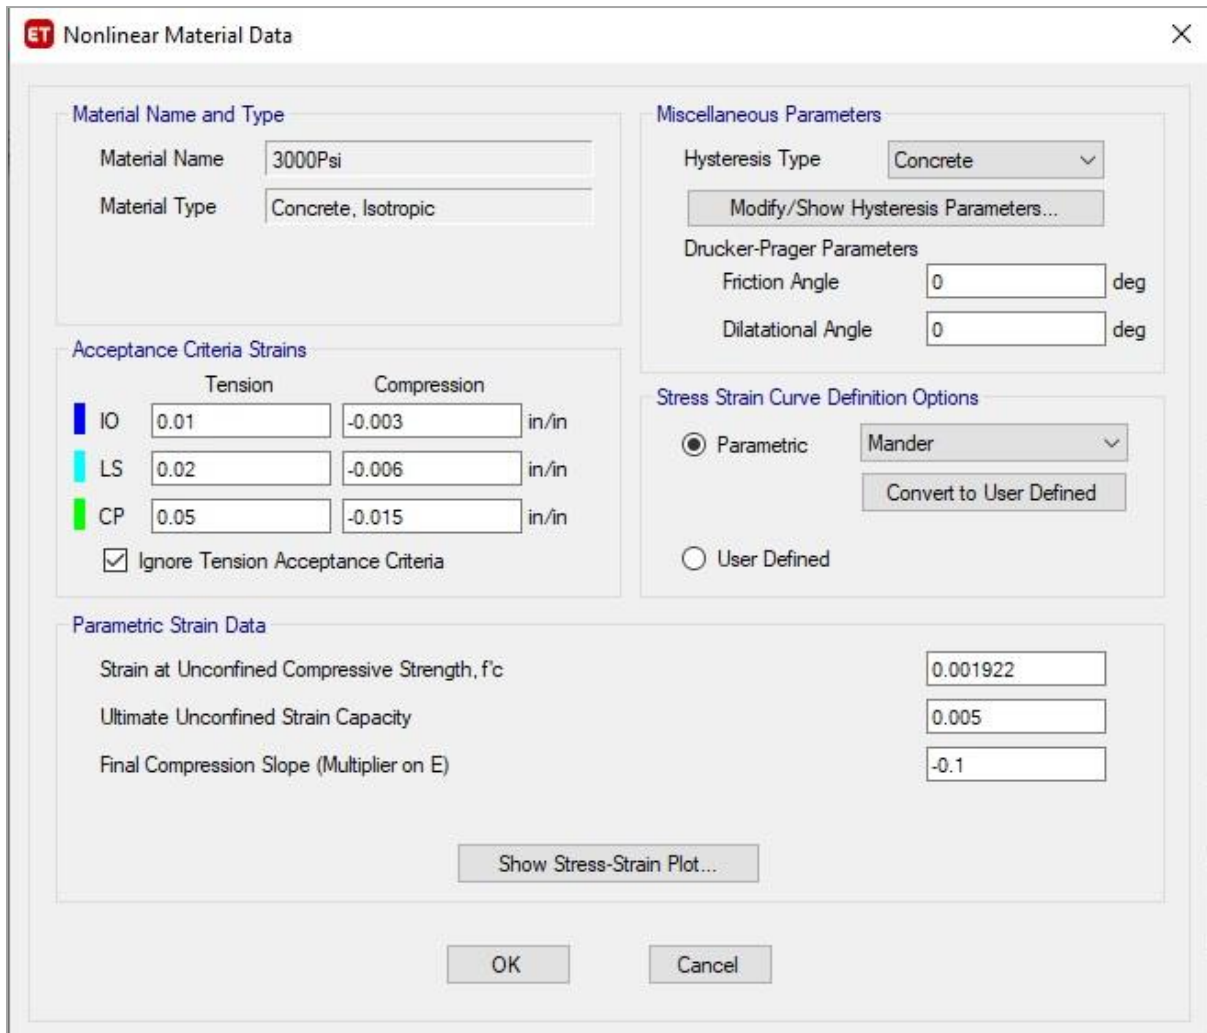 ET Nonlinear Material Data
Material Name and Type
Material Name 3000Psi
Material Type Concrete, Isotropic
Miscellaneous Parameters
Hysteresis Type Concrete
Modify/Show Hysteresis Parameters...
Drucker-Prager Parameters
Friction Angle 0 deg
Dilatational Angle 0 deg
Acceptance Criteria Strains
Tension Compression
IO 0.01 -0.003 in/in
LS 0.02 -0.006 in/in
CP 0.05 -0.015 in/in
Ignore Tension Acceptance Criteria
Stress Strain Curve Definition Options
Parametric Mander
Convert to User Defined
User Defined
Parametric Strain Data
Strain at Unconfined Compressive Strength, f'c 0.001922
Ultimate Unconfined Strain Capacity 0.005
Final Compression Slope (Multiplier on E) -0.1
Show Stress-Strain Plot...
OK Cancel